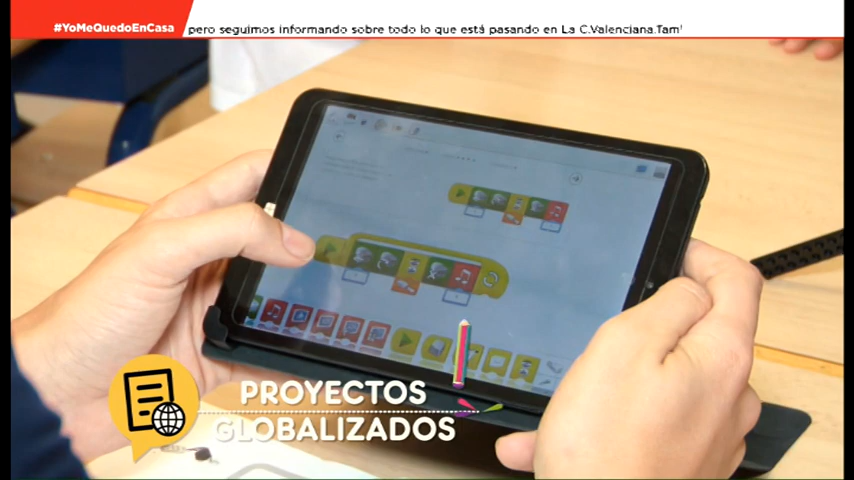 #YoMeQuedoEnCasa pero seguimos informando sobre todo lo que está pasando en La C.Valenciana.Tam
PROYECTOS
GLOBALIZADOS